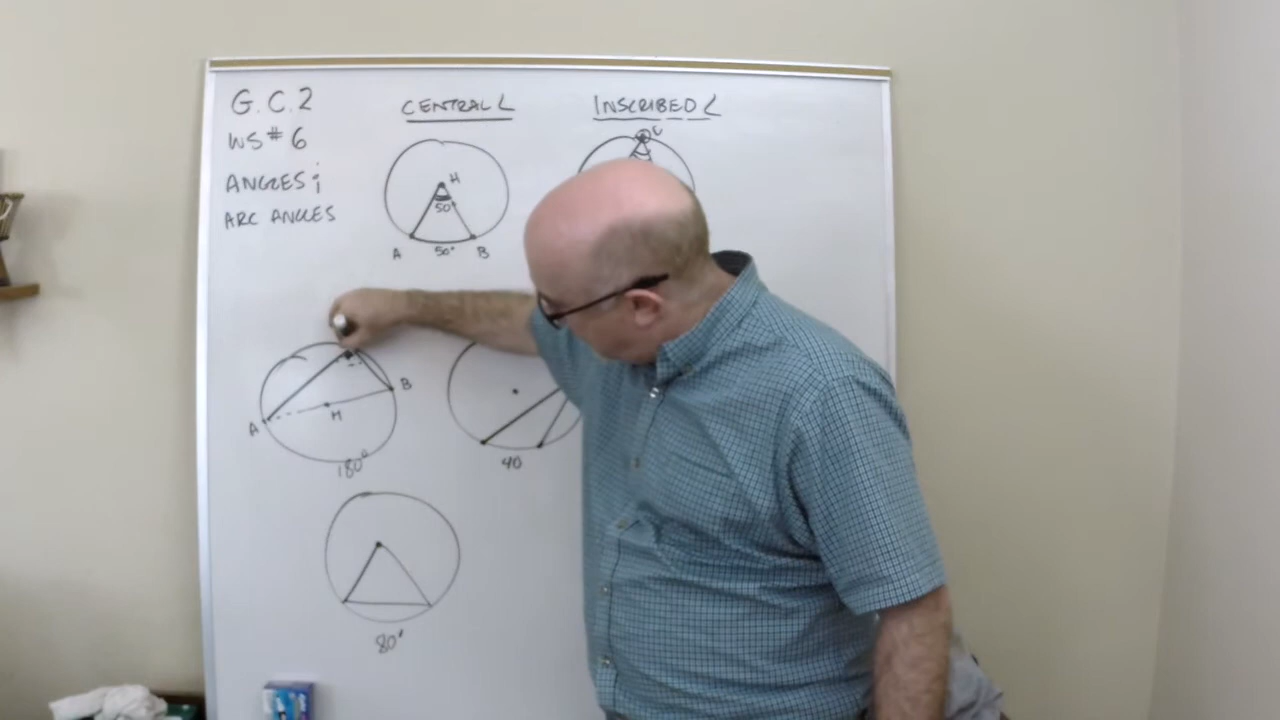 G.C.2
WS# 6
ANGLES ;
ARC ANGLES
CENTRAL ∠
INSCRIBED ∠
H
50°
A
50°
B
C
A
H
B
180°
40
80°